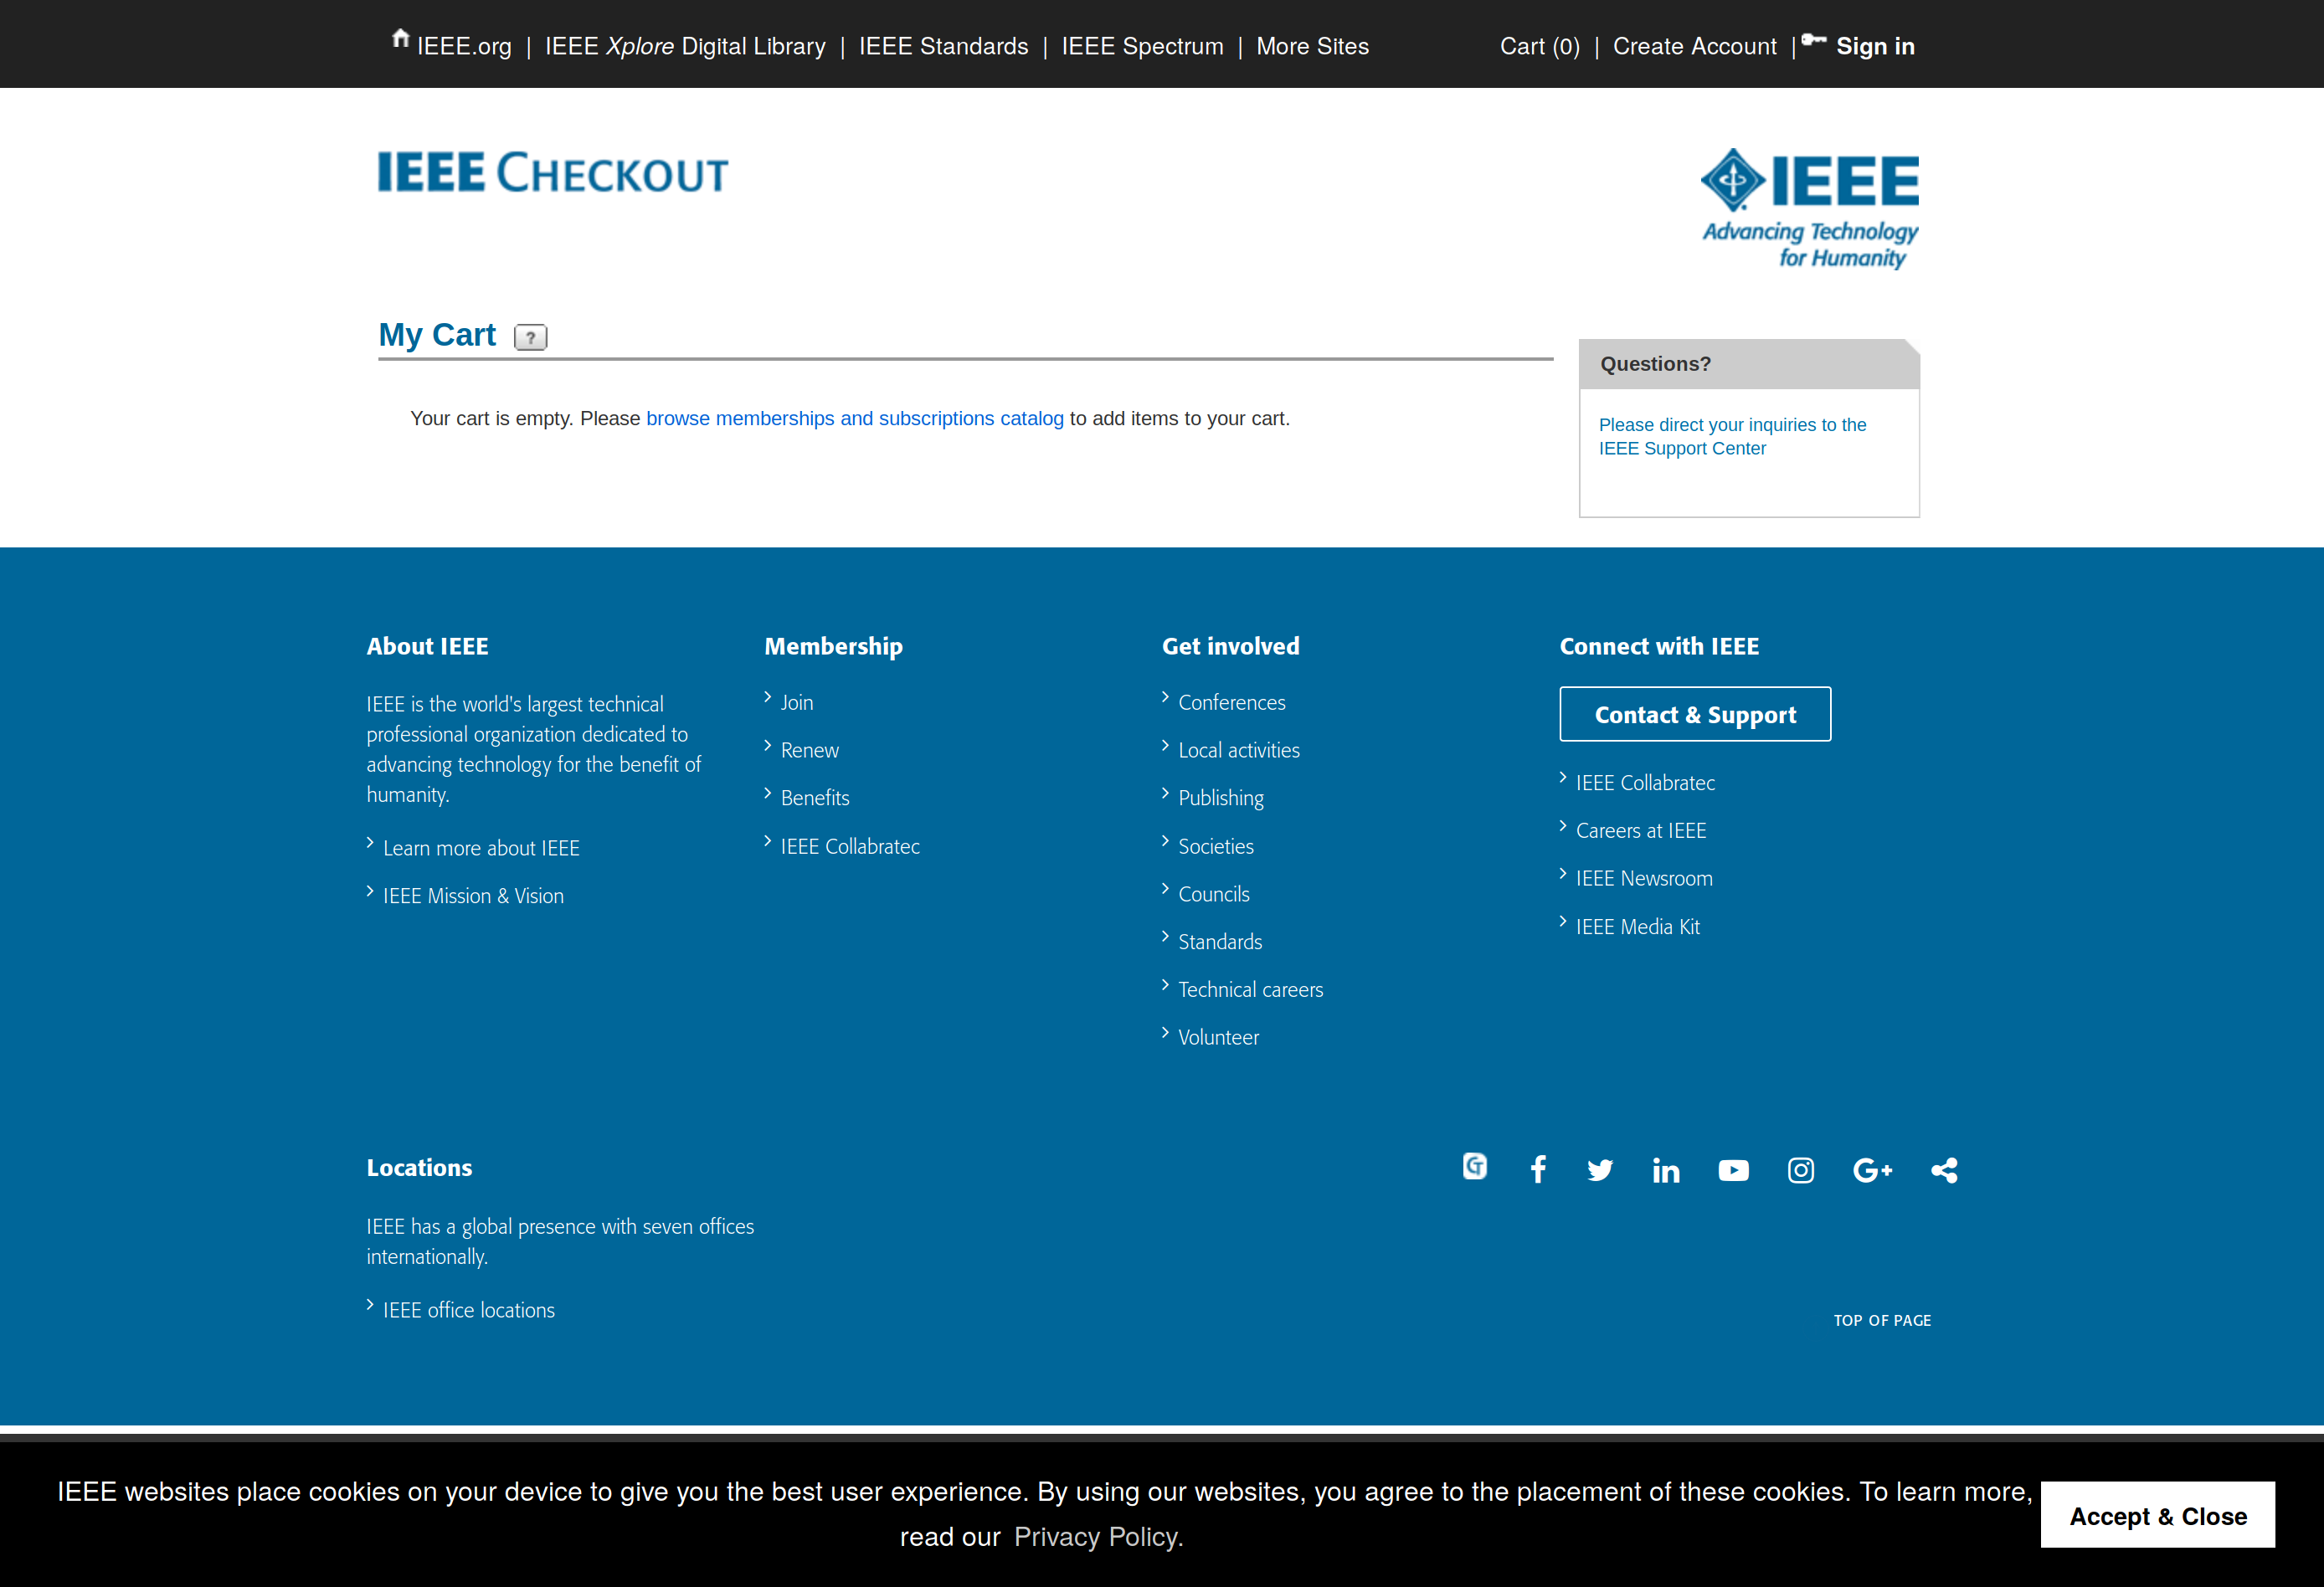 IEEE.org | IEEE Xplore Digital Library | IEEE Standards | IEEE Spectrum | More Sites
Cart (0) | Create Account | Sign in
IEEE CHECKOUT
IEEE
Advancing Technology
for Humanity
My Cart ?
Your cart is empty. Please browse memberships and subscriptions catalog to add items to your cart.
Questions?
Please direct your inquiries to the
IEEE Support Center
About IEEE
IEEE is the world's largest technical
professional organization dedicated to
advancing technology for the benefit of
humanity.
Learn more about IEEE
IEEE Mission & Vision
Membership
Join
Renew
Benefits
IEEE Collabratec
Get involved
Conferences
Local activities
Publishing
Societies
Councils
Standards
Technical careers
Volunteer
Connect with IEEE
Contact & Support
IEEE Collabratec
Careers at IEEE
IEEE Newsroom
IEEE Media Kit
Locations
IEEE has a global presence with seven offices
internationally.
IEEE office locations
TOP OF PAGE
IEEE websites place cookies on your device to give you the best user experience. By using our websites, you agree to the placement of these cookies. To learn more,
read our Privacy Policy.
Accept & Close